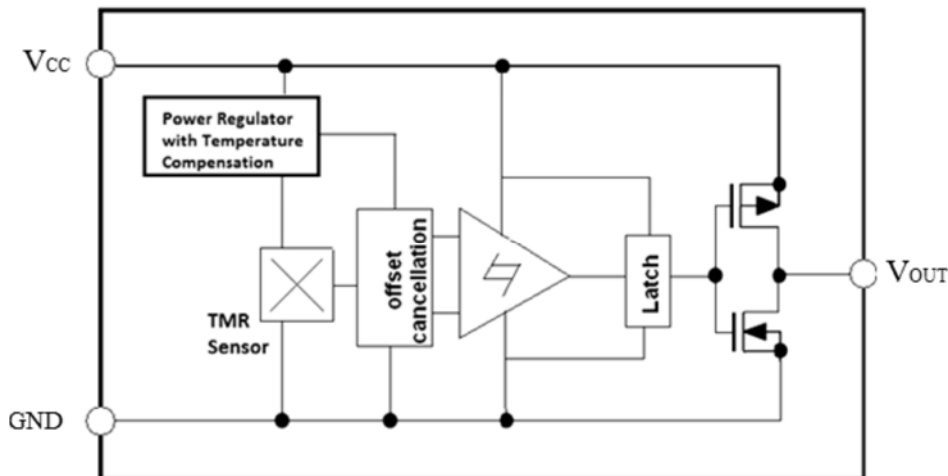 VCC
Power Regulator
with Temperature
Compensation
offset
cancellation
Latch
VOUT
TMR
Sensor
GND